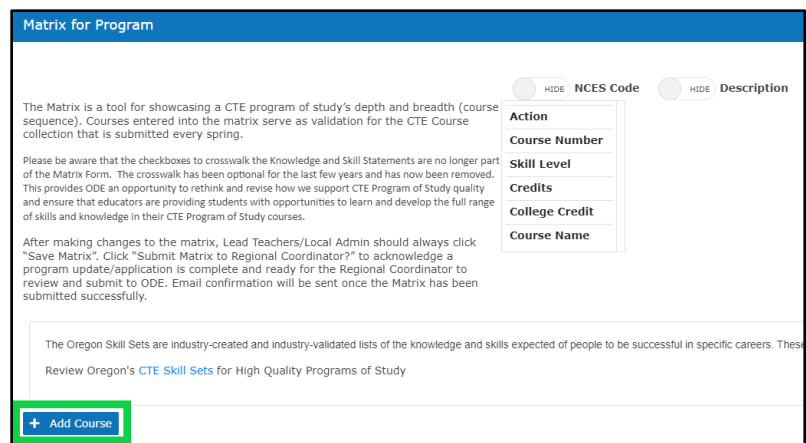 Matrix for Program
HIDE NCES Code HIDE Description
The Matrix is a tool for showcasing a CTE program of study's depth and breadth (course
sequence). Courses entered into the matrix serve as validation for the CTE Course
collection that is submitted every spring.
Please be aware that the checkboxes to crosswalk the Knowledge and Skill Statements are no longer part
of the Matrix Form. The crosswalk has been optional for the last few years and has now been removed.
This provides ODE an opportunity to rethink and revise how we support CTE Program of Study quality
and ensure that educators are providing students with opportunities to learn and develop the full range
of skills and knowledge in their CTE Program of Study courses.
After making changes to the matrix, Lead Teachers/Local Admin should always click
"Save Matrix". Click "Submit Matrix to Regional Coordinator?" to acknowledge a
program update/application is complete and ready for the Regional Coordinator to
review and submit to ODE. Email confirmation will be sent once the Matrix has been
submitted successfully.
Action
Course Number
Skill Level
Credits
College Credit
Course Name
The Oregon Skill Sets are industry-created and industry-validated lists of the knowledge and skills expected of people to be successful in specific careers. These
Review Oregon's CTE Skill Sets for High Quality Programs of Study
+ Add Course